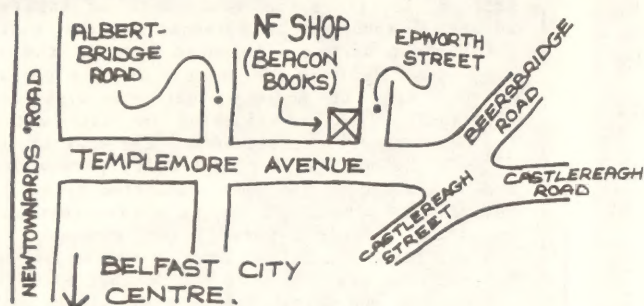 ALBERT-
BRIDGE
ROAD
NF SHOP
(BEACON
BOOKS)
EPWORTH
STREET
BEERSBRIDGE
ROAD
NEWTOWNARDS ROAD
TEMPLEMORE AVENUE
CASTLEREAGH
ROAD
CASTLEREAGH
STREET
BELFAST CITY
CENTRE.